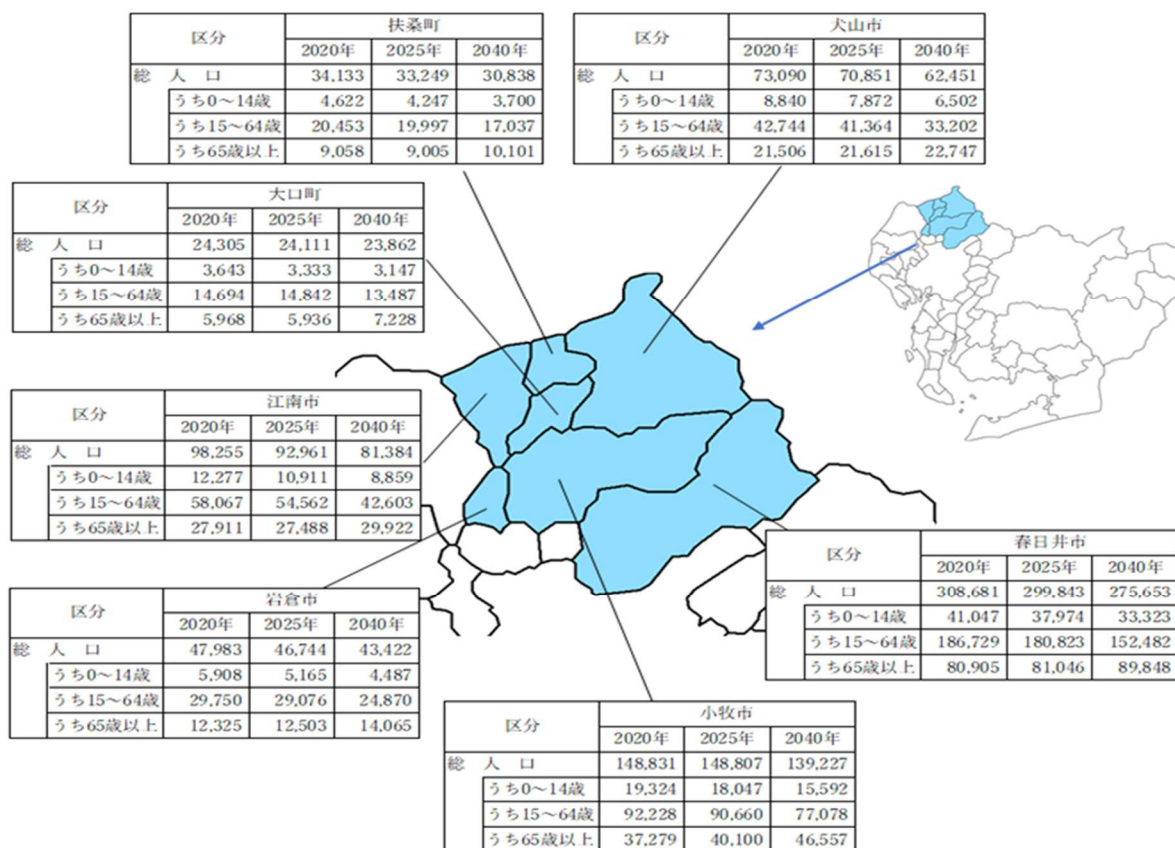 区分 扶桑町
2020年 2025年 2040年
総人口 34,133 33,249 30,838
うち0～14歳 4,622 4,247 3,700
うち15～64歳 20,453 19,997 17,037
うち65歳以上 9,058 9,005 10,101
区分 犬山市
2020年 2025年 2040年
総人口 73,090 70,851 62,451
うち0～14歳 8,840 7,872 6,502
うち15～64歳 42,744 41,364 33,202
うち65歳以上 21,506 21,615 22,747
区分 大口町
2020年 2025年 2040年
総人口 24,305 24,111 23,862
うち0～14歳 3,643 3,333 3,147
うち15～64歳 14,694 14,842 13,487
うち65歳以上 5,968 5,936 7,228
区分 江南市
2020年 2025年 2040年
総人口 98,255 92,961 81,384
うち0～14歳 12,277 10,911 8,859
うち15～64歳 58,067 54,562 42,603
うち65歳以上 27,911 27,488 29,922
区分 春日井市
2020年 2025年 2040年
総人口 308,681 299,843 275,653
うち0～14歳 41,047 37,974 33,323
うち15～64歳 186,729 180,823 152,482
うち65歳以上 80,905 81,046 89,848
区分 岩倉市
2020年 2025年 2040年
総人口 47,983 46,744 43,422
うち0～14歳 5,908 5,165 4,487
うち15～64歳 29,750 29,076 24,870
うち65歳以上 12,325 12,503 14,065
区分 小牧市
2020年 2025年 2040年
総人口 148,831 148,807 139,227
うち0～14歳 19,324 18,047 15,592
うち15～64歳 92,228 90,660 77,078
うち65歳以上 37,279 40,100 46,557